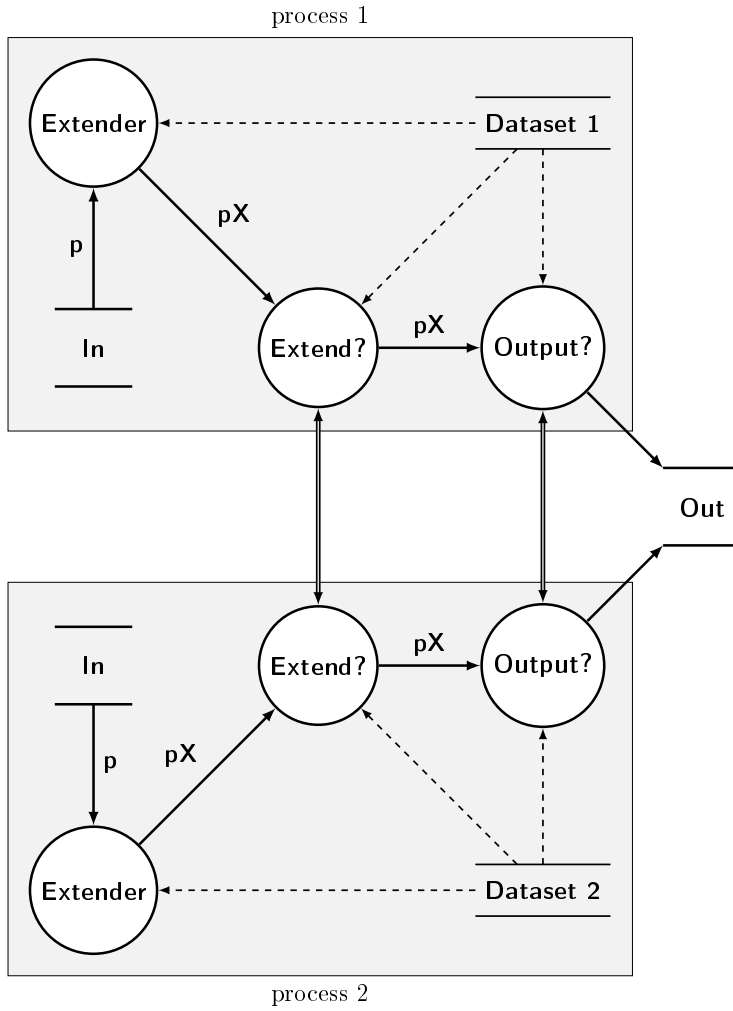 process 1
Extender
Dataset 1
pX
p
In
Extend?
pX
Output?
Out
In
Extend?
pX
Output?
p
pX
Extender
Dataset 2
process 2